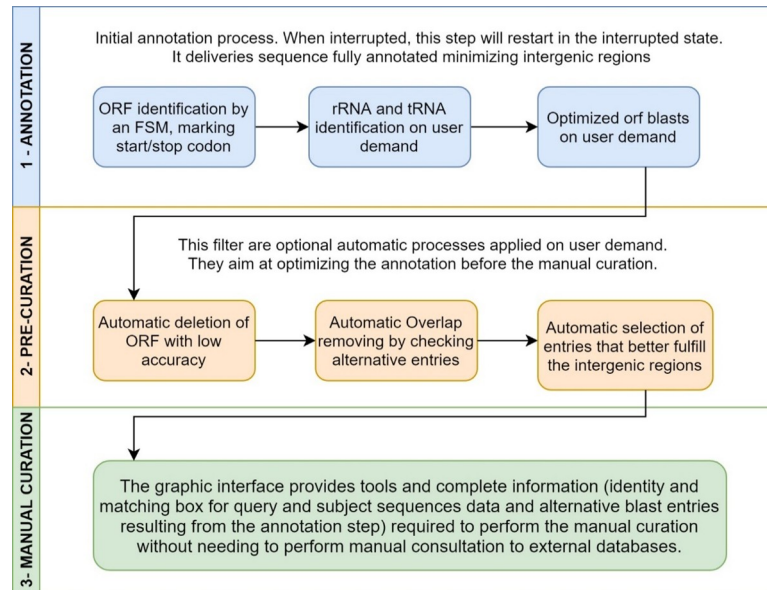 1 - ANNOTATION
Initial annotation process. When interrupted, this step will restart in the interrupted state.
It deliveries sequence fully annotated minimizing intergenic regions
ORF identification by
an FSM, marking
start/stop codon
rRNA and tRNA
identification on user
demand
Optimized orf blasts
on user demand
2- PRE-CURATION
This filter are optional automatic processes applied on user demand.
They aim at optimizing the annotation before the manual curation.
Automatic deletion of
ORF with low
accuracy
Automatic Overlap
removing by checking
alternative entries
Automatic selection of
entries that better fulfill
the intergenic regions
3- MANUAL CURATION
The graphic interface provides tools and complete information (identity and
matching box for query and subject sequences data and alternative blast entries
resulting from the annotation step) required to perform the manual curation
without needing to perform manual consultation to external databases.